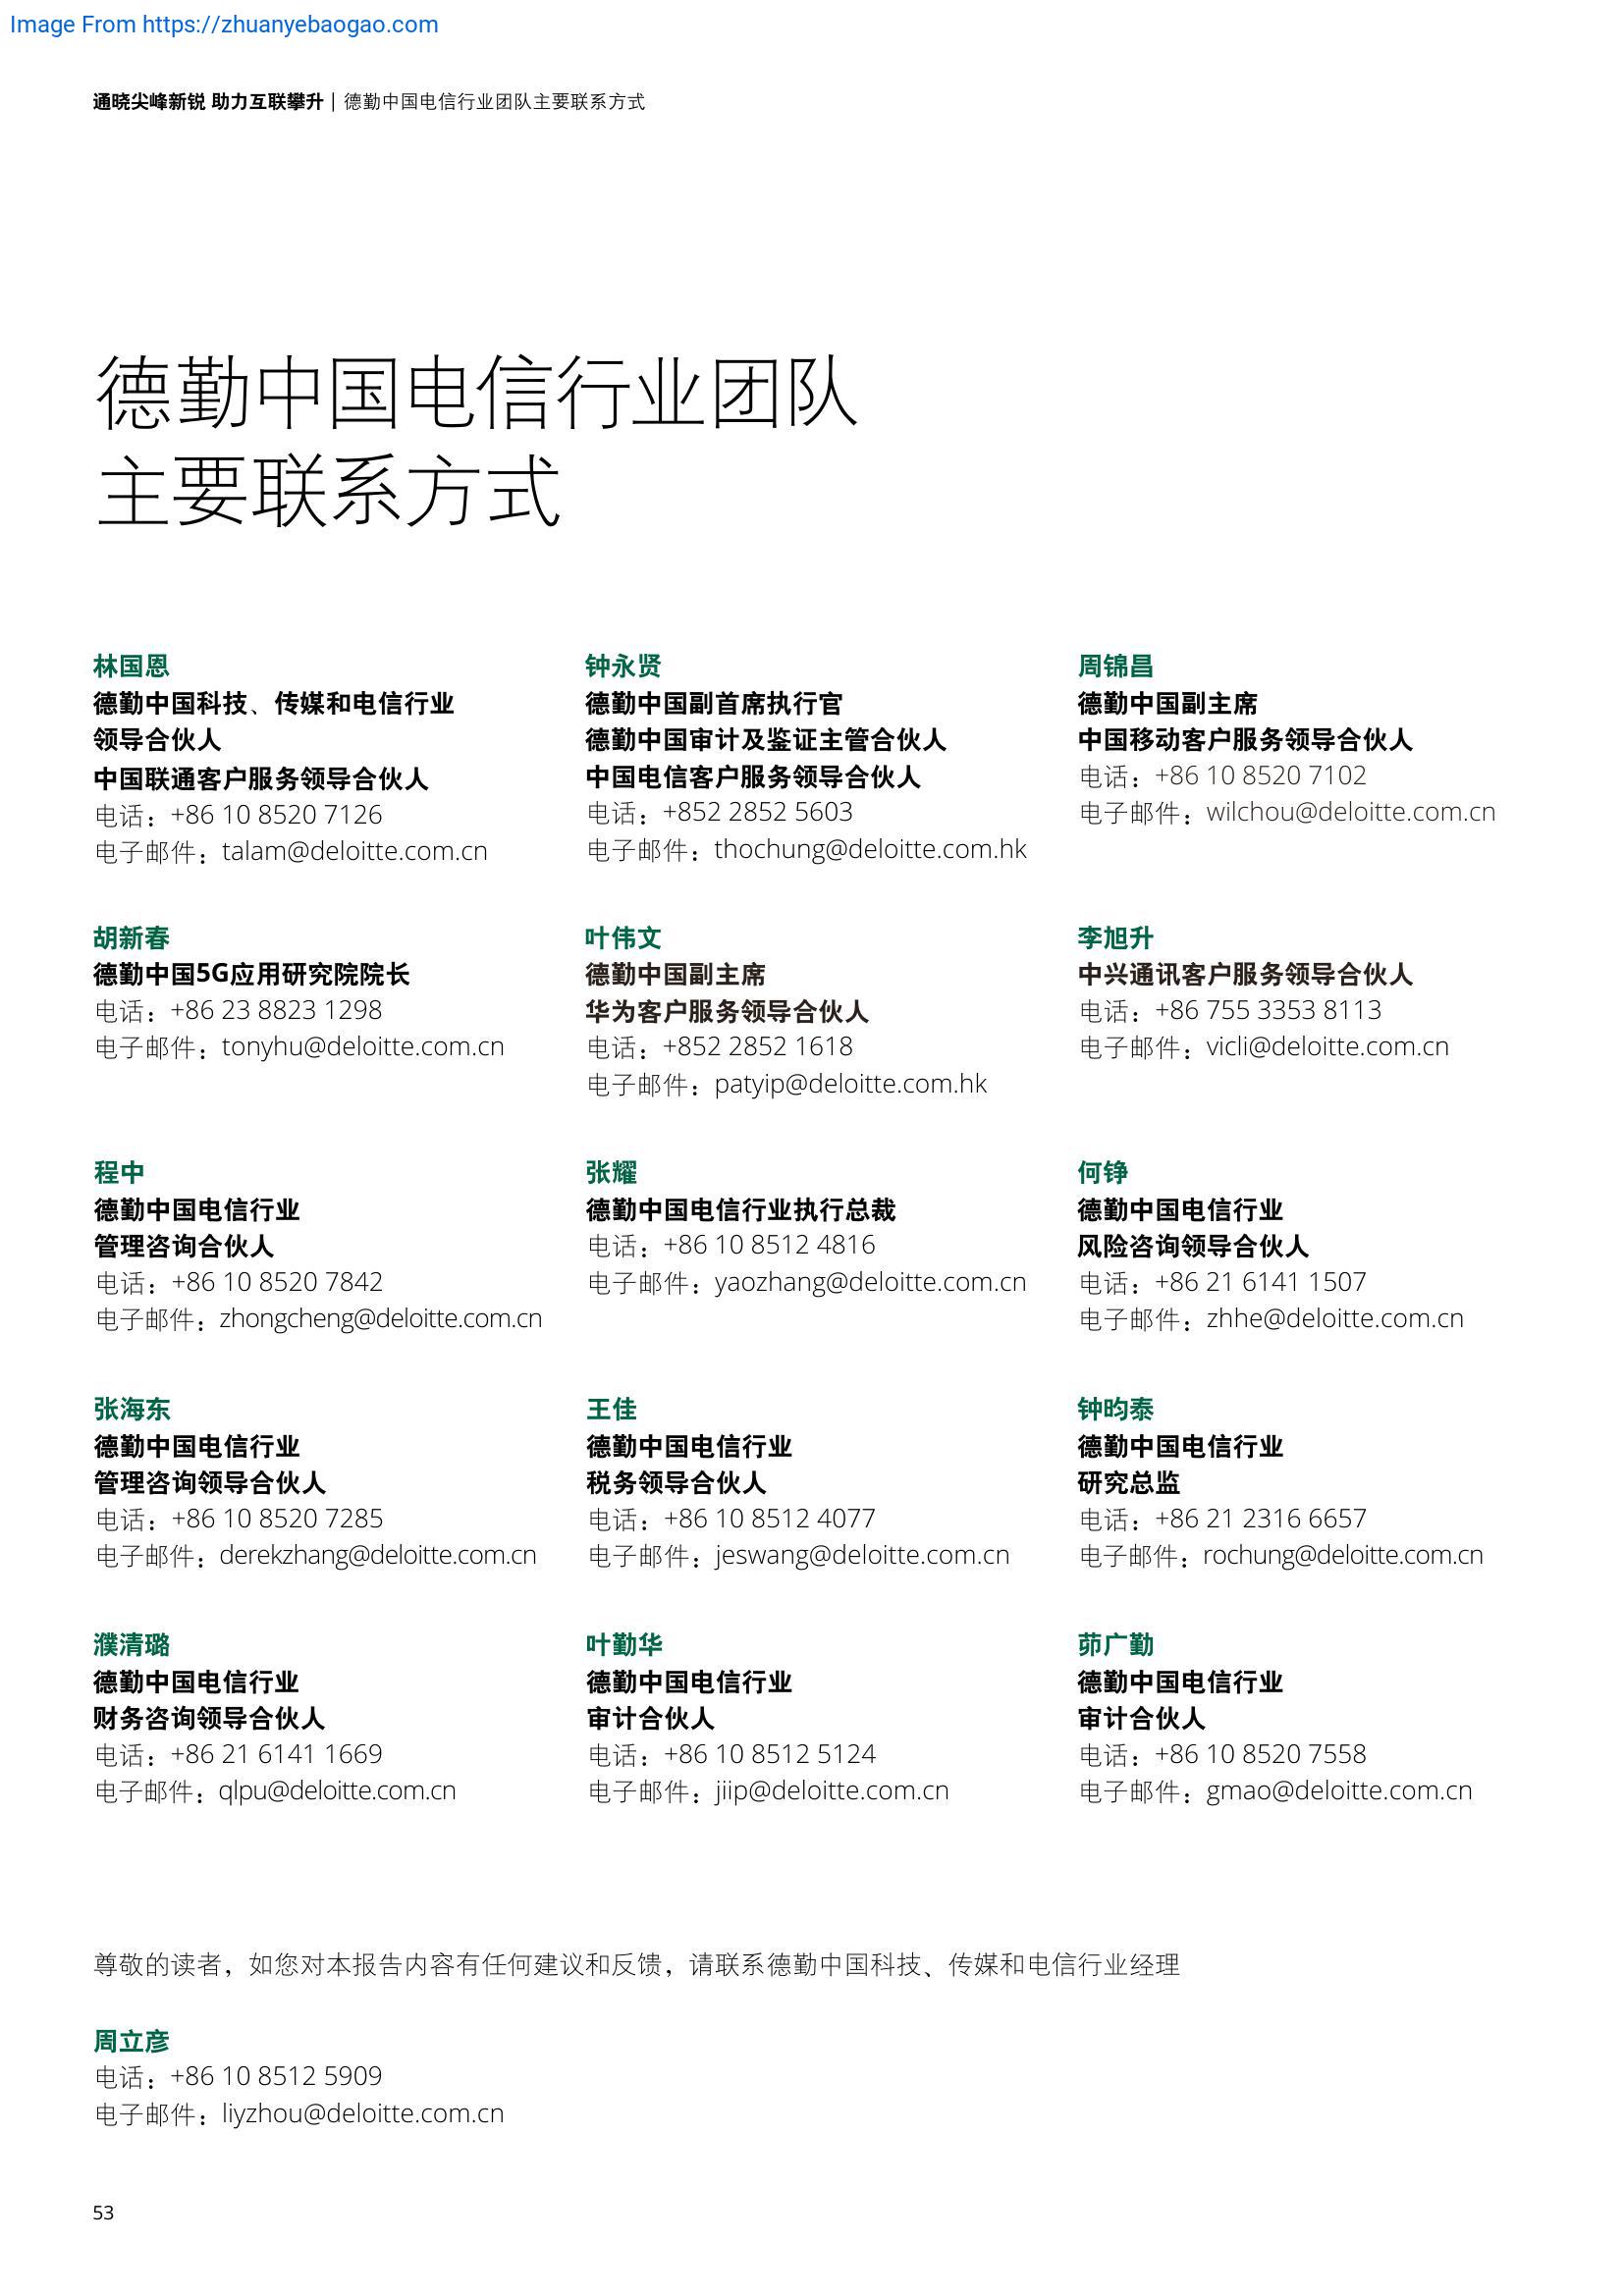 Image From https://zhuanyebaogao.com
通晓尖峰新锐 助力互联攀升 | 德勤中国电信行业团队主要联系方式
德勤中国电信行业团队
主要联系方式
林国恩
德勤中国科技、传媒和电信行业
领导合伙人
中国联通客户服务领导合伙人
电话：+86 10 8520 7126
电子邮件：talam@deloitte.com.cn
钟永贤
德勤中国副首席执行官
德勤中国审计及鉴证主管合伙人
中国电信客户服务领导合伙人
电话：+852 2852 5603
电子邮件：thochung@deloitte.com.hk
周锦昌
德勤中国副主席
中国移动客户服务领导合伙人
电话：+86 10 8520 7102
电子邮件：wilchou@deloitte.com.cn
胡新春
德勤中国5G应用研究院院长
电话：+86 23 8823 1298
电子邮件：tonyhu@deloitte.com.cn
叶伟文
德勤中国副主席
华为客户服务领导合伙人
电话：+852 2852 1618
电子邮件：patyip@deloitte.com.hk
李旭升
中兴通讯客户服务领导合伙人
电话：+86 755 3353 8113
电子邮件：vicli@deloitte.com.cn
程中
德勤中国电信行业
管理咨询合伙人
电话：+86 10 8520 7842
电子邮件：zhongcheng@deloitte.com.cn
张耀
德勤中国电信行业执行总裁
电话：+86 10 8512 4816
电子邮件：yaozhang@deloitte.com.cn
何铮
德勤中国电信行业
风险咨询领导合伙人
电话：+86 21 6141 1507
电子邮件：zhhe@deloitte.com.cn
张海东
德勤中国电信行业
管理咨询领导合伙人
电话：+86 10 8520 7285
电子邮件：derekzhang@deloitte.com.cn
王佳
德勤中国电信行业
税务领导合伙人
电话：+86 10 8512 4077
电子邮件：jeswang@deloitte.com.cn
钟昀泰
德勤中国电信行业
研究总监
电话：+86 21 2316 6657
电子邮件：rochung@deloitte.com.cn
濮清璐
德勤中国电信行业
财务咨询领导合伙人
电话：+86 21 6141 1669
电子邮件：qlpu@deloitte.com.cn
叶勤华
德勤中国电信行业
审计合伙人
电话：+86 10 8512 5124
电子邮件：jiip@deloitte.com.cn
茆广勤
德勤中国电信行业
审计合伙人
电话：+86 10 8520 7558
电子邮件：gmao@deloitte.com.cn
尊敬的读者，如您对本报告内容有任何建议和反馈，请联系德勤中国科技、传媒和电信行业经理
周立彦
电话：+86 10 8512 5909
电子邮件：liyzhou@deloitte.com.cn
53